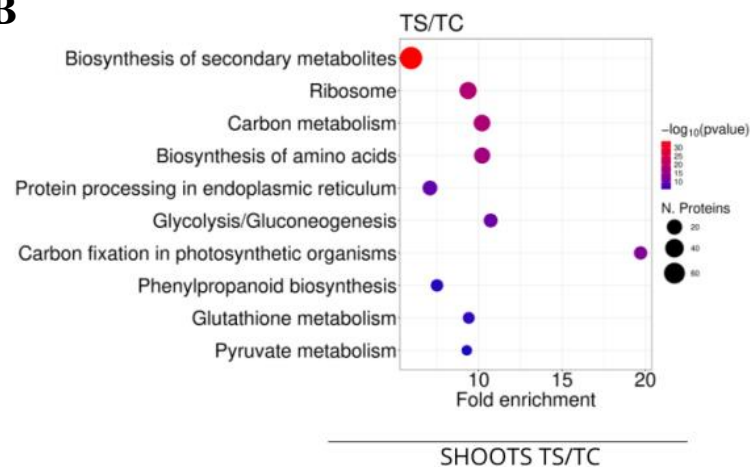 B
TS/TC
Biosynthesis of secondary metabolites
Ribosome
Carbon metabolism
Biosynthesis of amino acids
Protein processing in endoplasmic reticulum
Glycolysis/Gluconeogenesis
Carbon fixation in photosynthetic organisms
Phenylpropanoid biosynthesis
Glutathione metabolism
Pyruvate metabolism
10 15 20
Fold enrichment
−log10(pvalue)
30
25
20
15
10
N. Proteins
20
40
60
SHOOTS TS/TC